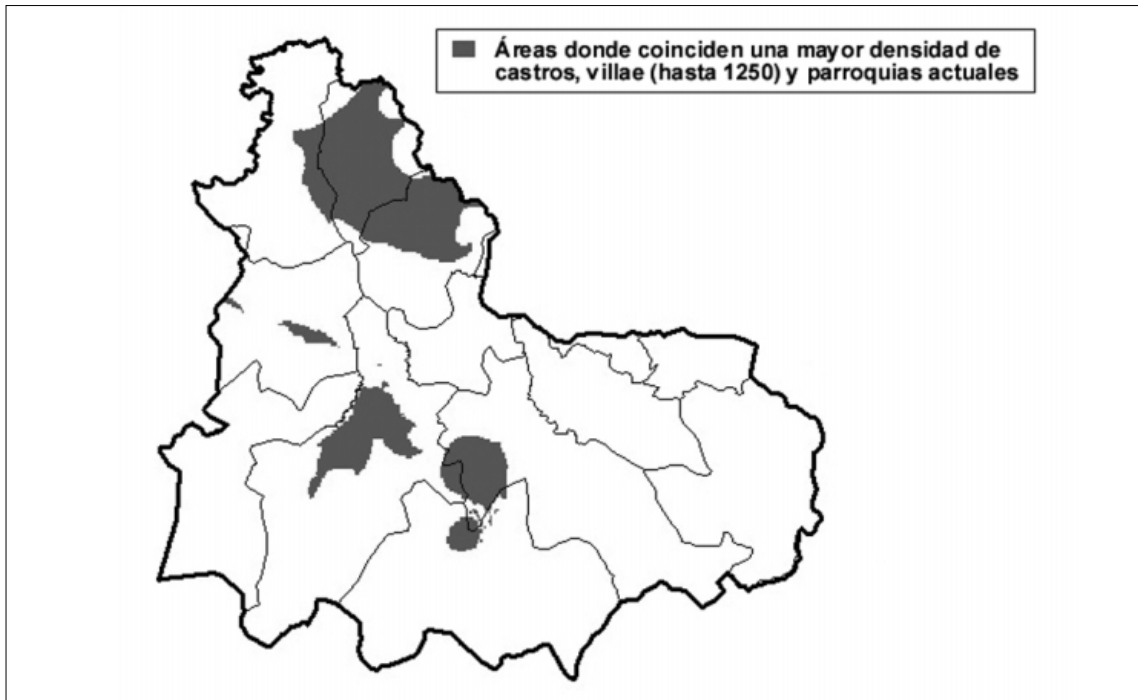 Áreas donde coinciden una mayor densidad de
castros, villae (hasta 1250) y parroquias actuales